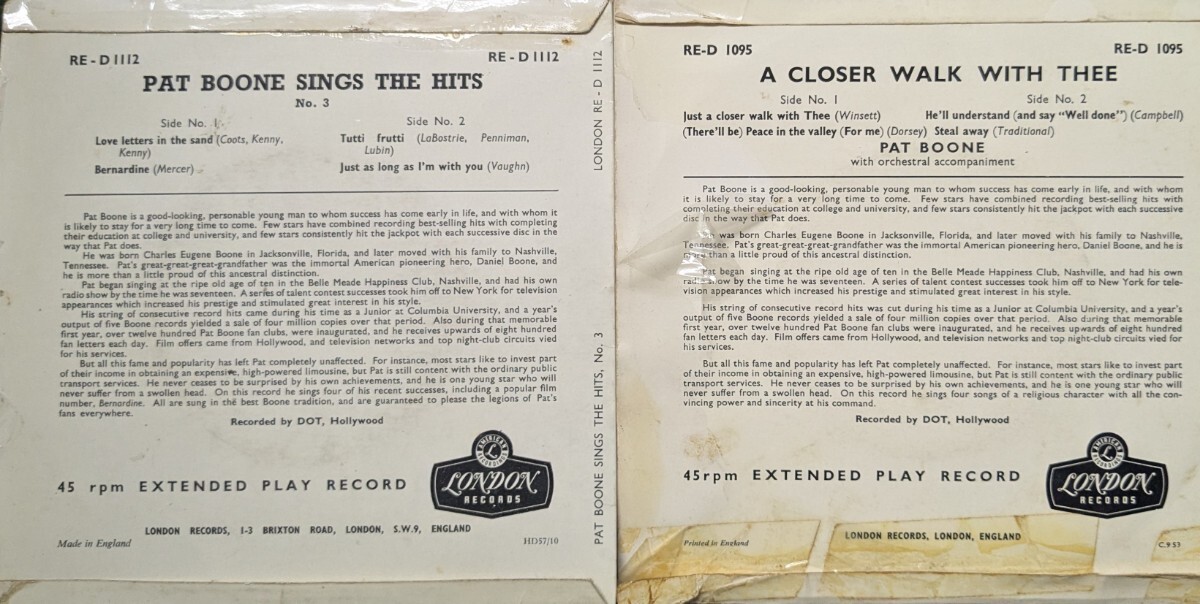 RE - D 1112 RE - D 1112
PAT BOONE SINGS THE HITS
No. 3
Side No. 1
Love letters in the sand (Coots, Kenny,
Kenny)
Bernardine (Mercer)
Side No. 2
Tutti frutti (LaBostrie, Penniman,
Lubin)
Just as long as I'm with you (Vaughn)
Pat Boone is a good-looking, personable young man to whom success has come early in life, and with whom it
is likely to stay for a very long time to come. Few stars have combined recording best-selling hits with completing
their education at college and university, and few stars consistently hit the jackpot with each successive disc in the
way that Pat does.
He was born Charles Eugene Boone in Jacksonville, Florida, and later moved with his family to Nashville,
Tennessee. Pat's great-great-great-grandfather was the immortal American pioneering hero, Daniel Boone, and
he is more than a little proud of this ancestral distinction.
Pat began singing at the ripe old age of ten in the Belle Meade Happiness Club, Nashville, and had his own
radio show by the time he was seventeen. A series of talent contest successes took him off to New York for television
appearances which increased his prestige and stimulated great interest in his style.
His string of consecutive record hits came during his time as a Junior at Columbia University, and a year's
output of five Boone records yielded a sale of four million copies over that period. Also during that memorable
first year, over twelve hundred Pat Boone fan clubs were inaugurated, and he receives upwards of eight hundred
fan letters each day. Film offers came from Hollywood, and television networks and top night-club circuits vied
for his services.
But all this fame and popularity has left Pat completely unaffected. For instance, most stars like to invest part
of their income in obtaining an expensive, high-powered limousine, but Pat is still content with the ordinary public
transport services. He never ceases to be surprised by his own achievements, and he is one young star who will
never suffer from a swollen head. On this record he sings four of his recent successes, including a popular film
number, Bernardine. All are sung in the best Boone tradition, and are guaranteed to please the legions of Pat's
fans everywhere.
Recorded by DOT, Hollywood
45 rpm EXTENDED PLAY RECORD
AMERICAN
L
RECORDINGS
LONDON
RECORDS
LONDON RECORDS, 1-3 BRIXTON ROAD, LONDON, S.W.9, ENGLAND
Made in England HD57/10
LONDON RE - D 1112
PAT BOONE SINGS THE HITS, No. 3
RE-D 1095 RE-D 1095
A CLOSER WALK WITH THEE
Side No. 1 Side No. 2
Just a closer walk with Thee (Winsett) He'll understand (and say "Well done") (Campbell)
(There'll be) Peace in the valley (For me) (Dorsey) Steal away (Traditional)
PAT BOONE
with orchestral accompaniment
Pat Boone is a good-looking, personable young man to whom success has come early in life, and with whom
it is likely to stay for a very long time to come. Few stars have combined recording best-selling hits with
completing their education at college and university, and few stars consistently hit the jackpot with each successive
disc in the way that Pat does.
was born Charles Eugene Boone in Jacksonville, Florida, and later moved with his family to Nashville,
Tennessee. Pat's great-great-great-grandfather was the immortal American pioneering hero, Daniel Boone, and he is
more than a little proud of this ancestral distinction.
Pat began singing at the ripe old age of ten in the Belle Meade Happiness Club, Nashville, and had his own
radio show by the time he was seventeen. A series of talent contest successes took him off to New York for tele-
vision appearances which increased his prestige and stimulated great interest in his style.
His string of consecutive record hits was cut during his time as a Junior at Columbia University, and a year's
output of five Boone records yielded a sale of four million copies over that period. Also during that memorable
first year, over twelve hundred Pat Boone fan clubs were inaugurated, and he receives upwards of eight hundred
fan letters each day. Film offers came from Hollywood, and television networks and top night-club circuits vied for
his services.
But all this fame and popularity has left Pat completely unaffected. For instance, most stars like to invest part
of their income in obtaining an expensive, high-powered limousine, but Pat is still content with the ordinary public
transport services. He never ceases to be surprised by his own achievements, and he is one young star who will
never suffer from a swollen head. On this record he sings four songs of a religious character with all the con-
vincing power and sincerity at his command.
Recorded by DOT, Hollywood
45rpm EXTENDED PLAY RECORD
AMERICAN
L
RECORDINGS
LONDON
RECORDS
LONDON RECORDS, LONDON, ENGLAND
Printed in England C.9 57